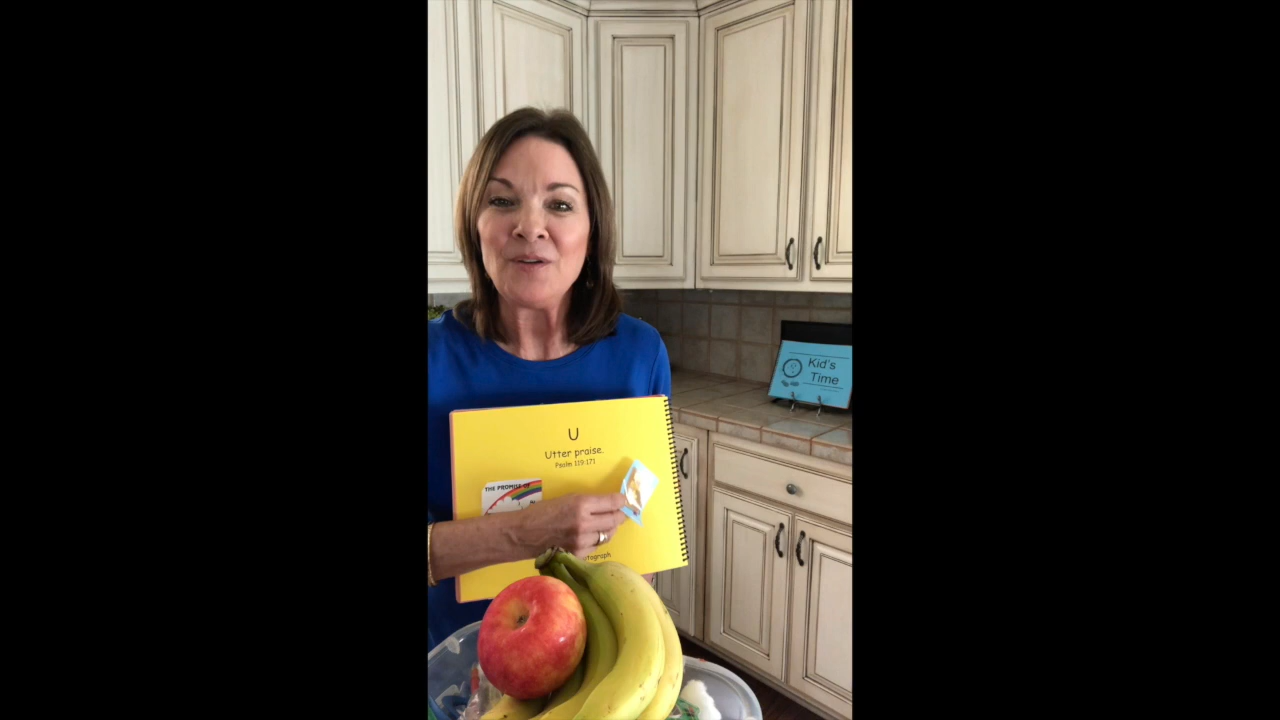 U
Utter praise.
Psalm 119:171
THE PROMISE OF
Kid's
Time